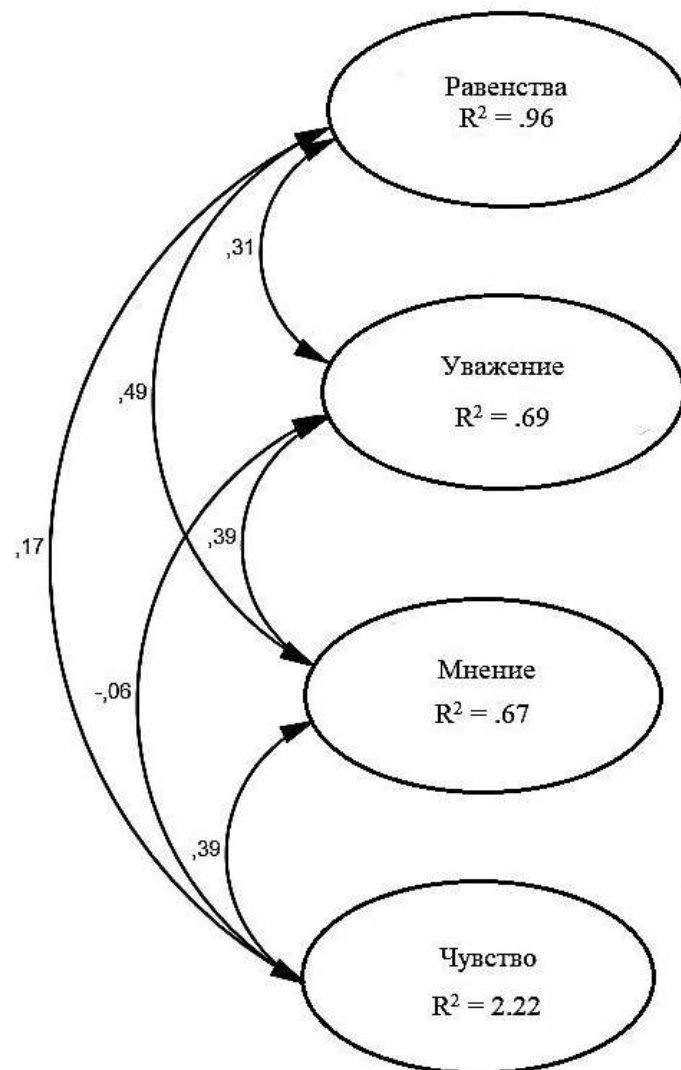 Равенства
R² = .96
,31
Уважение
R² = .69
,49
,39
,17
Мнение
R² = .67
-,06
,39
Чувство
R² = 2.22